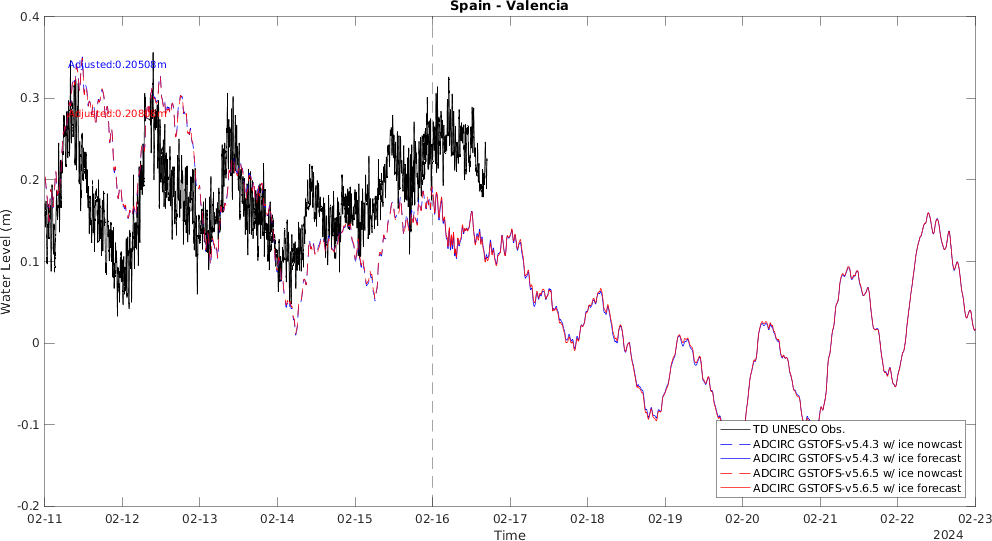 Spain - Valencia
0.4
0.3
0.2
0.1
0
-0.1
-0.2
Water Level (m)
Adjusted:0.20508m
02-11
02-12
02-13
02-14
02-15
02-16
02-17
02-18
02-19
02-20
02-21
02-22
02-23
Time
2024
TD UNESCO Obs.
ADCIRC GSTOFS-v5.4.3 w/ ice nowcast
ADCIRC GSTOFS-v5.4.3 w/ ice forecast
ADCIRC GSTOFS-v5.6.5 w/ ice nowcast
ADCIRC GSTOFS-v5.6.5 w/ ice forecast